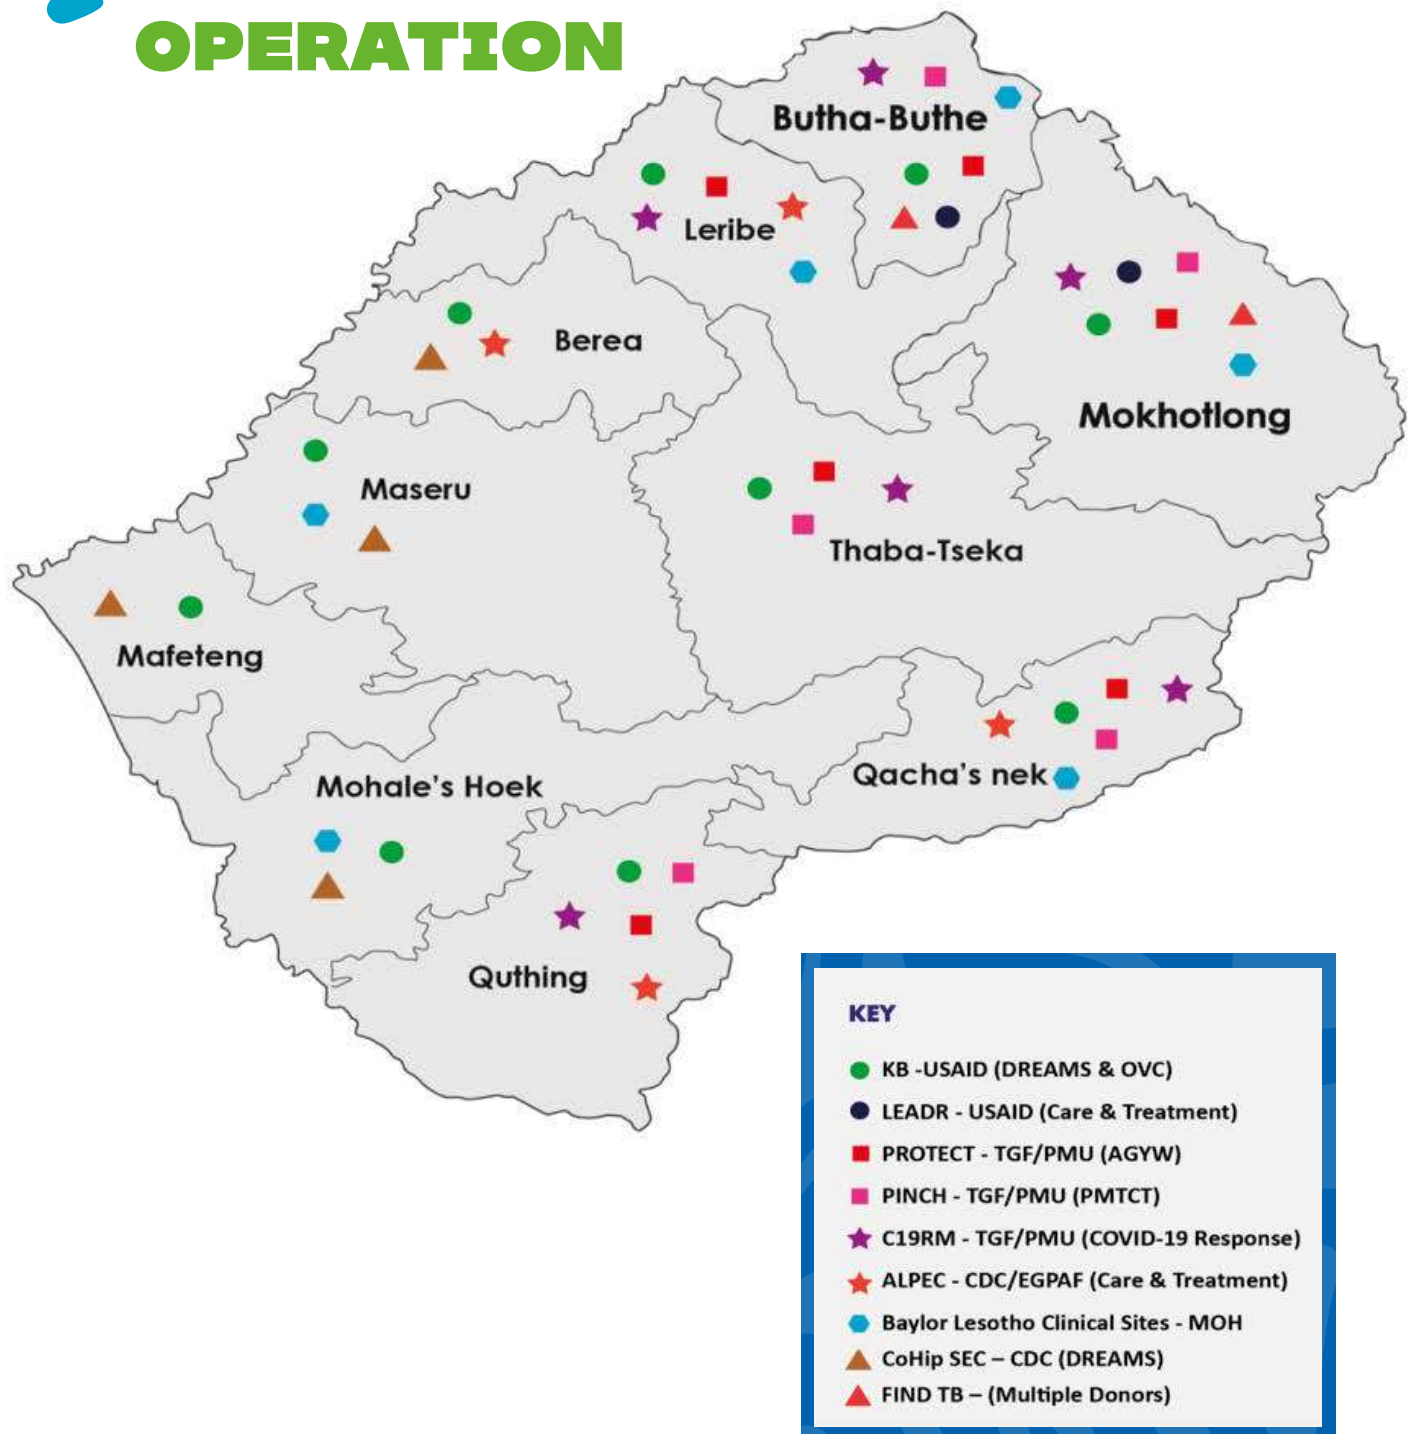 OPERATION
Butha-Buthe
Leribe
Berea
Mokhotlong
Maseru
Thaba-Tseka
Mafeteng
Qacha's nek
Mohale's Hoek
Quthing
KEY
KB -USAID (DREAMS & OVC)
LEADR - USAID (Care & Treatment)
PROTECT - TGF/PMU (AGYW)
PINCH - TGF/PMU (PMTCT)
C19RM - TGF/PMU (COVID-19 Response)
ALPEC - CDC/EGPAF (Care & Treatment)
Baylor Lesotho Clinical Sites - MOH
CoHip SEC – CDC (DREAMS)
FIND TB – (Multiple Donors)